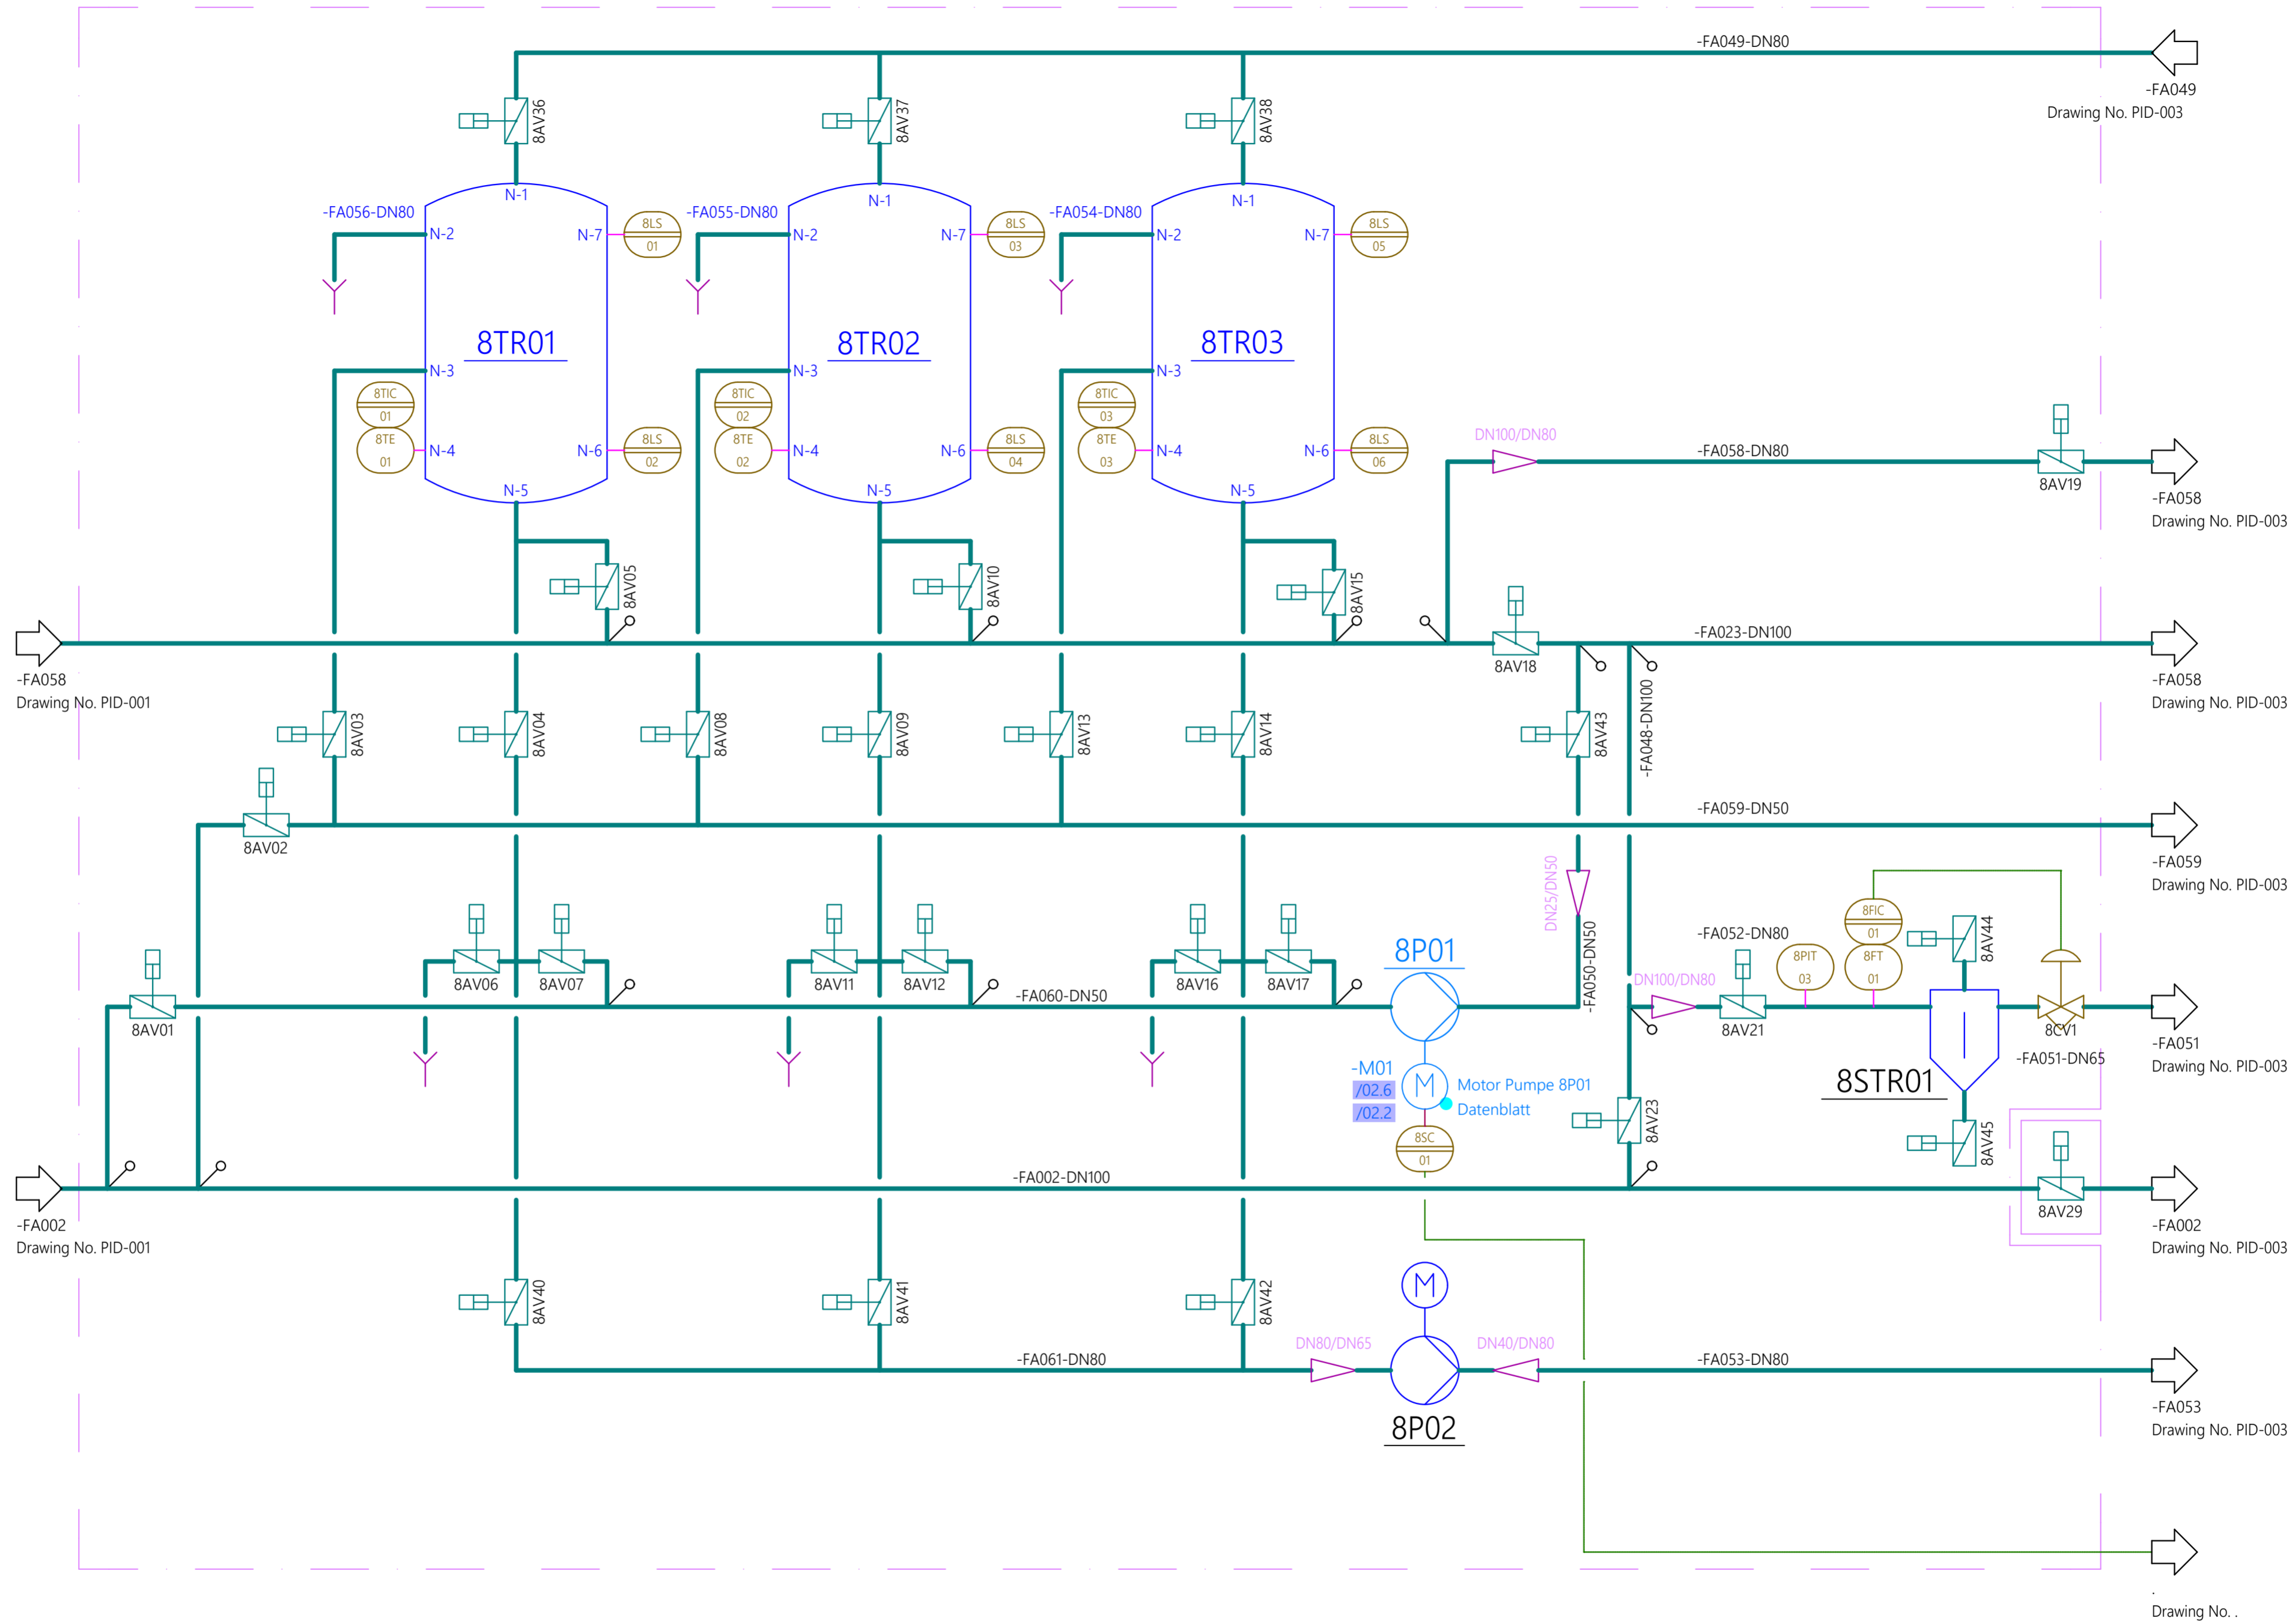 -FA049-DN80
-FA049
Drawing No. PID-003
8AV36
8AV37
8AV38
N-1
N-1
N-1
-FA056-DN80
-FA055-DN80
-FA054-DN80
N-2
N-7
8LS
01
N-2
N-7
8LS
03
N-2
N-7
8LS
05
8TR01
8TR02
8TR03
N-3
N-3
N-3
8TIC
01
8TIC
02
8TIC
03
8TE
01
N-4
N-6
8LS
02
8TE
02
N-4
N-6
8LS
04
8TE
03
N-4
N-6
8LS
06
N-5
N-5
N-5
DN100/DN80
-FA058-DN80
8AV19
-FA058
Drawing No. PID-003
8AV05
8AV10
8AV15
-FA058
Drawing No. PID-001
8AV18
-FA023-DN100
-FA058
Drawing No. PID-003
8AV03
8AV04
8AV08
8AV09
8AV13
8AV14
8AV43
-FA048-DN100
8AV02
-FA059-DN50
-FA059
Drawing No. PID-003
DN25/DN50
8AV01
8AV06
8AV07
8AV11
8AV12
8AV16
8AV17
-FA060-DN50
8P01
-FA050-DN50
DN100/DN80
-FA052-DN80
8AV21
8PIT
03
8FIC
01
8FT
01
8AV44
8CV1
-FA051-DN65
-FA051
Drawing No. PID-003
-M01
/02.6
/02.2
M
Motor Pumpe 8P01
Datenblatt
8SC
01
8STR01
8AV23
8AV45
8AV29
-FA002
Drawing No. PID-001
-FA002-DN100
-FA002
Drawing No. PID-003
8AV40
8AV41
8AV42
M
-FA061-DN80
DN80/DN65
DN40/DN80
-FA053-DN80
8P02
-FA053
Drawing No. PID-003
.
Drawing No. .